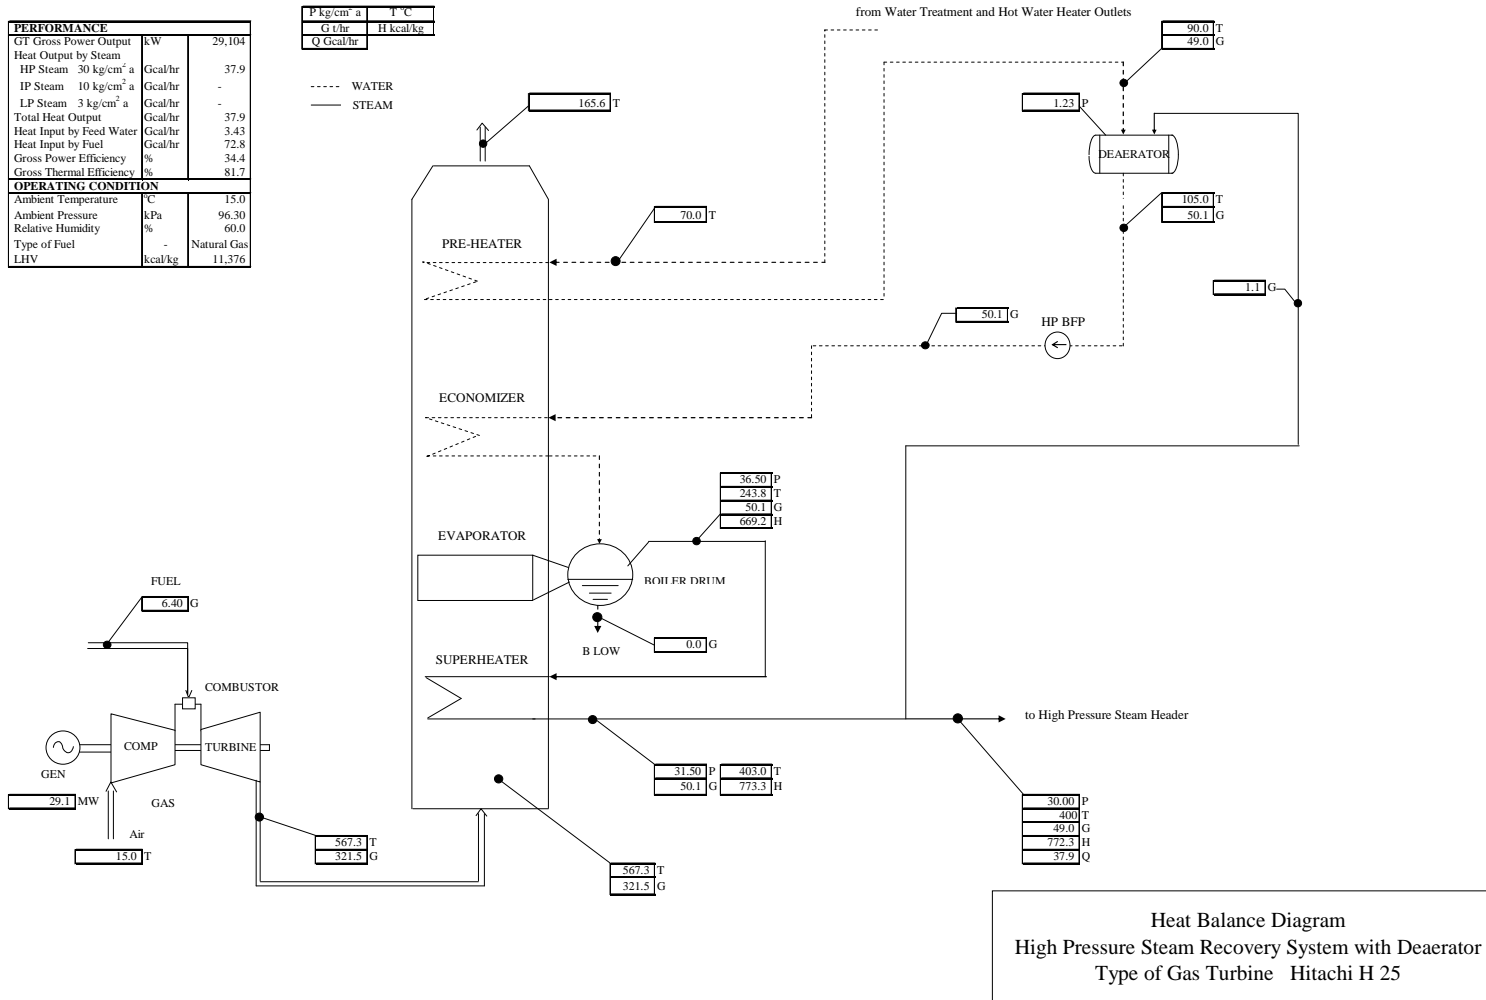 P kg/cm² a T °C
G t/hr H kcal/kg
Q Gcal/hr
from Water Treatment and Hot Water Heater Outlets
PERFORMANCE
GT Gross Power Output kW 29,104
Heat Output by Steam
HP Steam 30 kg/cm² a Gcal/hr 37.9
IP Steam 10 kg/cm² a Gcal/hr -
LP Steam 3 kg/cm² a Gcal/hr -
Total Heat Output Gcal/hr 37.9
Heat Input by Feed Water Gcal/hr 3.43
Heat Input by Fuel Gcal/hr 72.8
Gross Power Efficiency % 34.4
Gross Thermal Efficiency % 81.7
OPERATING CONDITION
Ambient Temperature °C 15.0
Ambient Pressure kPa 96.30
Relative Humidity % 60.0
Type of Fuel - Natural Gas
LHV kcal/kg 11,376
WATER
STEAM
165.6 T
90.0 T
49.0 G
1.23 P
DEAERATOR
105.0 T
50.1 G
70.0 T
PRE-HEATER
1.1 G
50.1 G
HP BFP
ECONOMIZER
36.50 P
243.8 T
50.1 G
669.2 H
EVAPORATOR
BOILER DRUM
0.0 G
B LOW
SUPERHEATER
FUEL
6.40 G
COMBUSTOR
COMP
TURBINE
GEN
29.1 MW
GAS
Air
15.0 T
567.3 T
321.5 G
to High Pressure Steam Header
31.50 P 403.0 T
50.1 G 773.3 H
30.00 P
400 T
49.0 G
772.3 H
37.9 Q
567.3 T
321.5 G
Heat Balance Diagram
High Pressure Steam Recovery System with Deaerator
Type of Gas Turbine Hitachi H 25